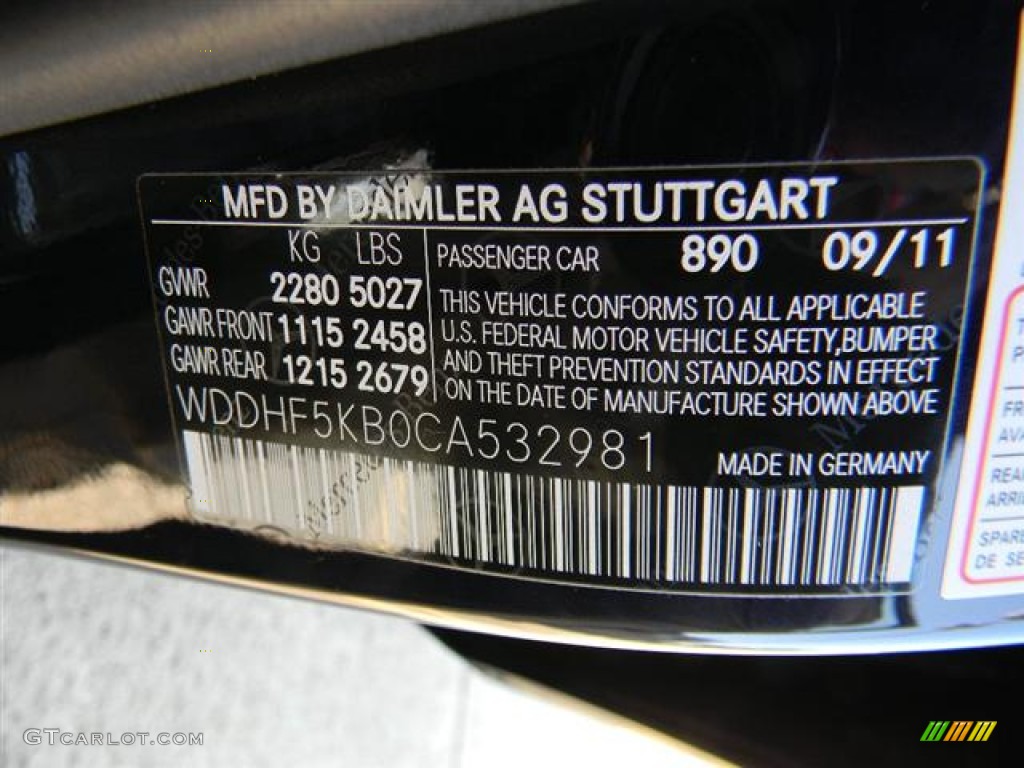 MFD BY DAIMLER AG STUTTGART
KG LBS
GVWR 2280 5027
GAWR FRONT 1115 2458
GAWR REAR 1215 2679
PASSENGER CAR 890 09/11
THIS VEHICLE CONFORMS TO ALL APPLICABLE
U.S. FEDERAL MOTOR VEHICLE SAFETY, BUMPER
AND THEFT PREVENTION STANDARDS IN EFFECT
ON THE DATE OF MANUFACTURE SHOWN ABOVE
WDDHF5KB0CA532981
MADE IN GERMANY
SPARE
DE
GTCARLOT.COM